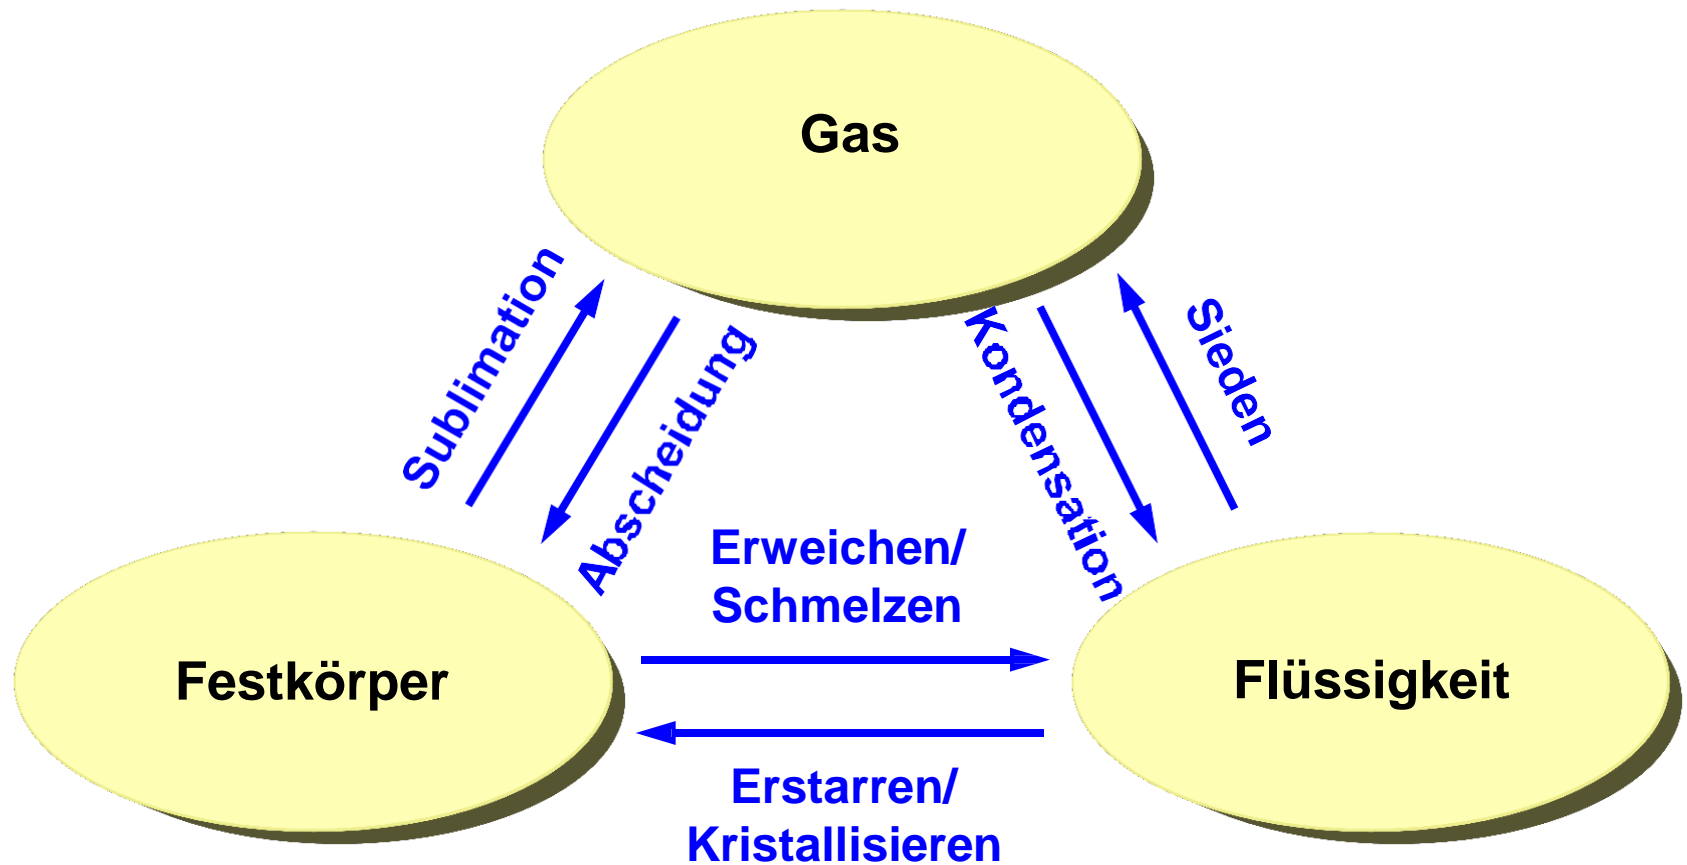 Gas
Sublimation
Abscheidung
Kondensation
Sieden
Erweichen/
Schmelzen
Festkörper
Flüssigkeit
Erstarren/
Kristallisieren